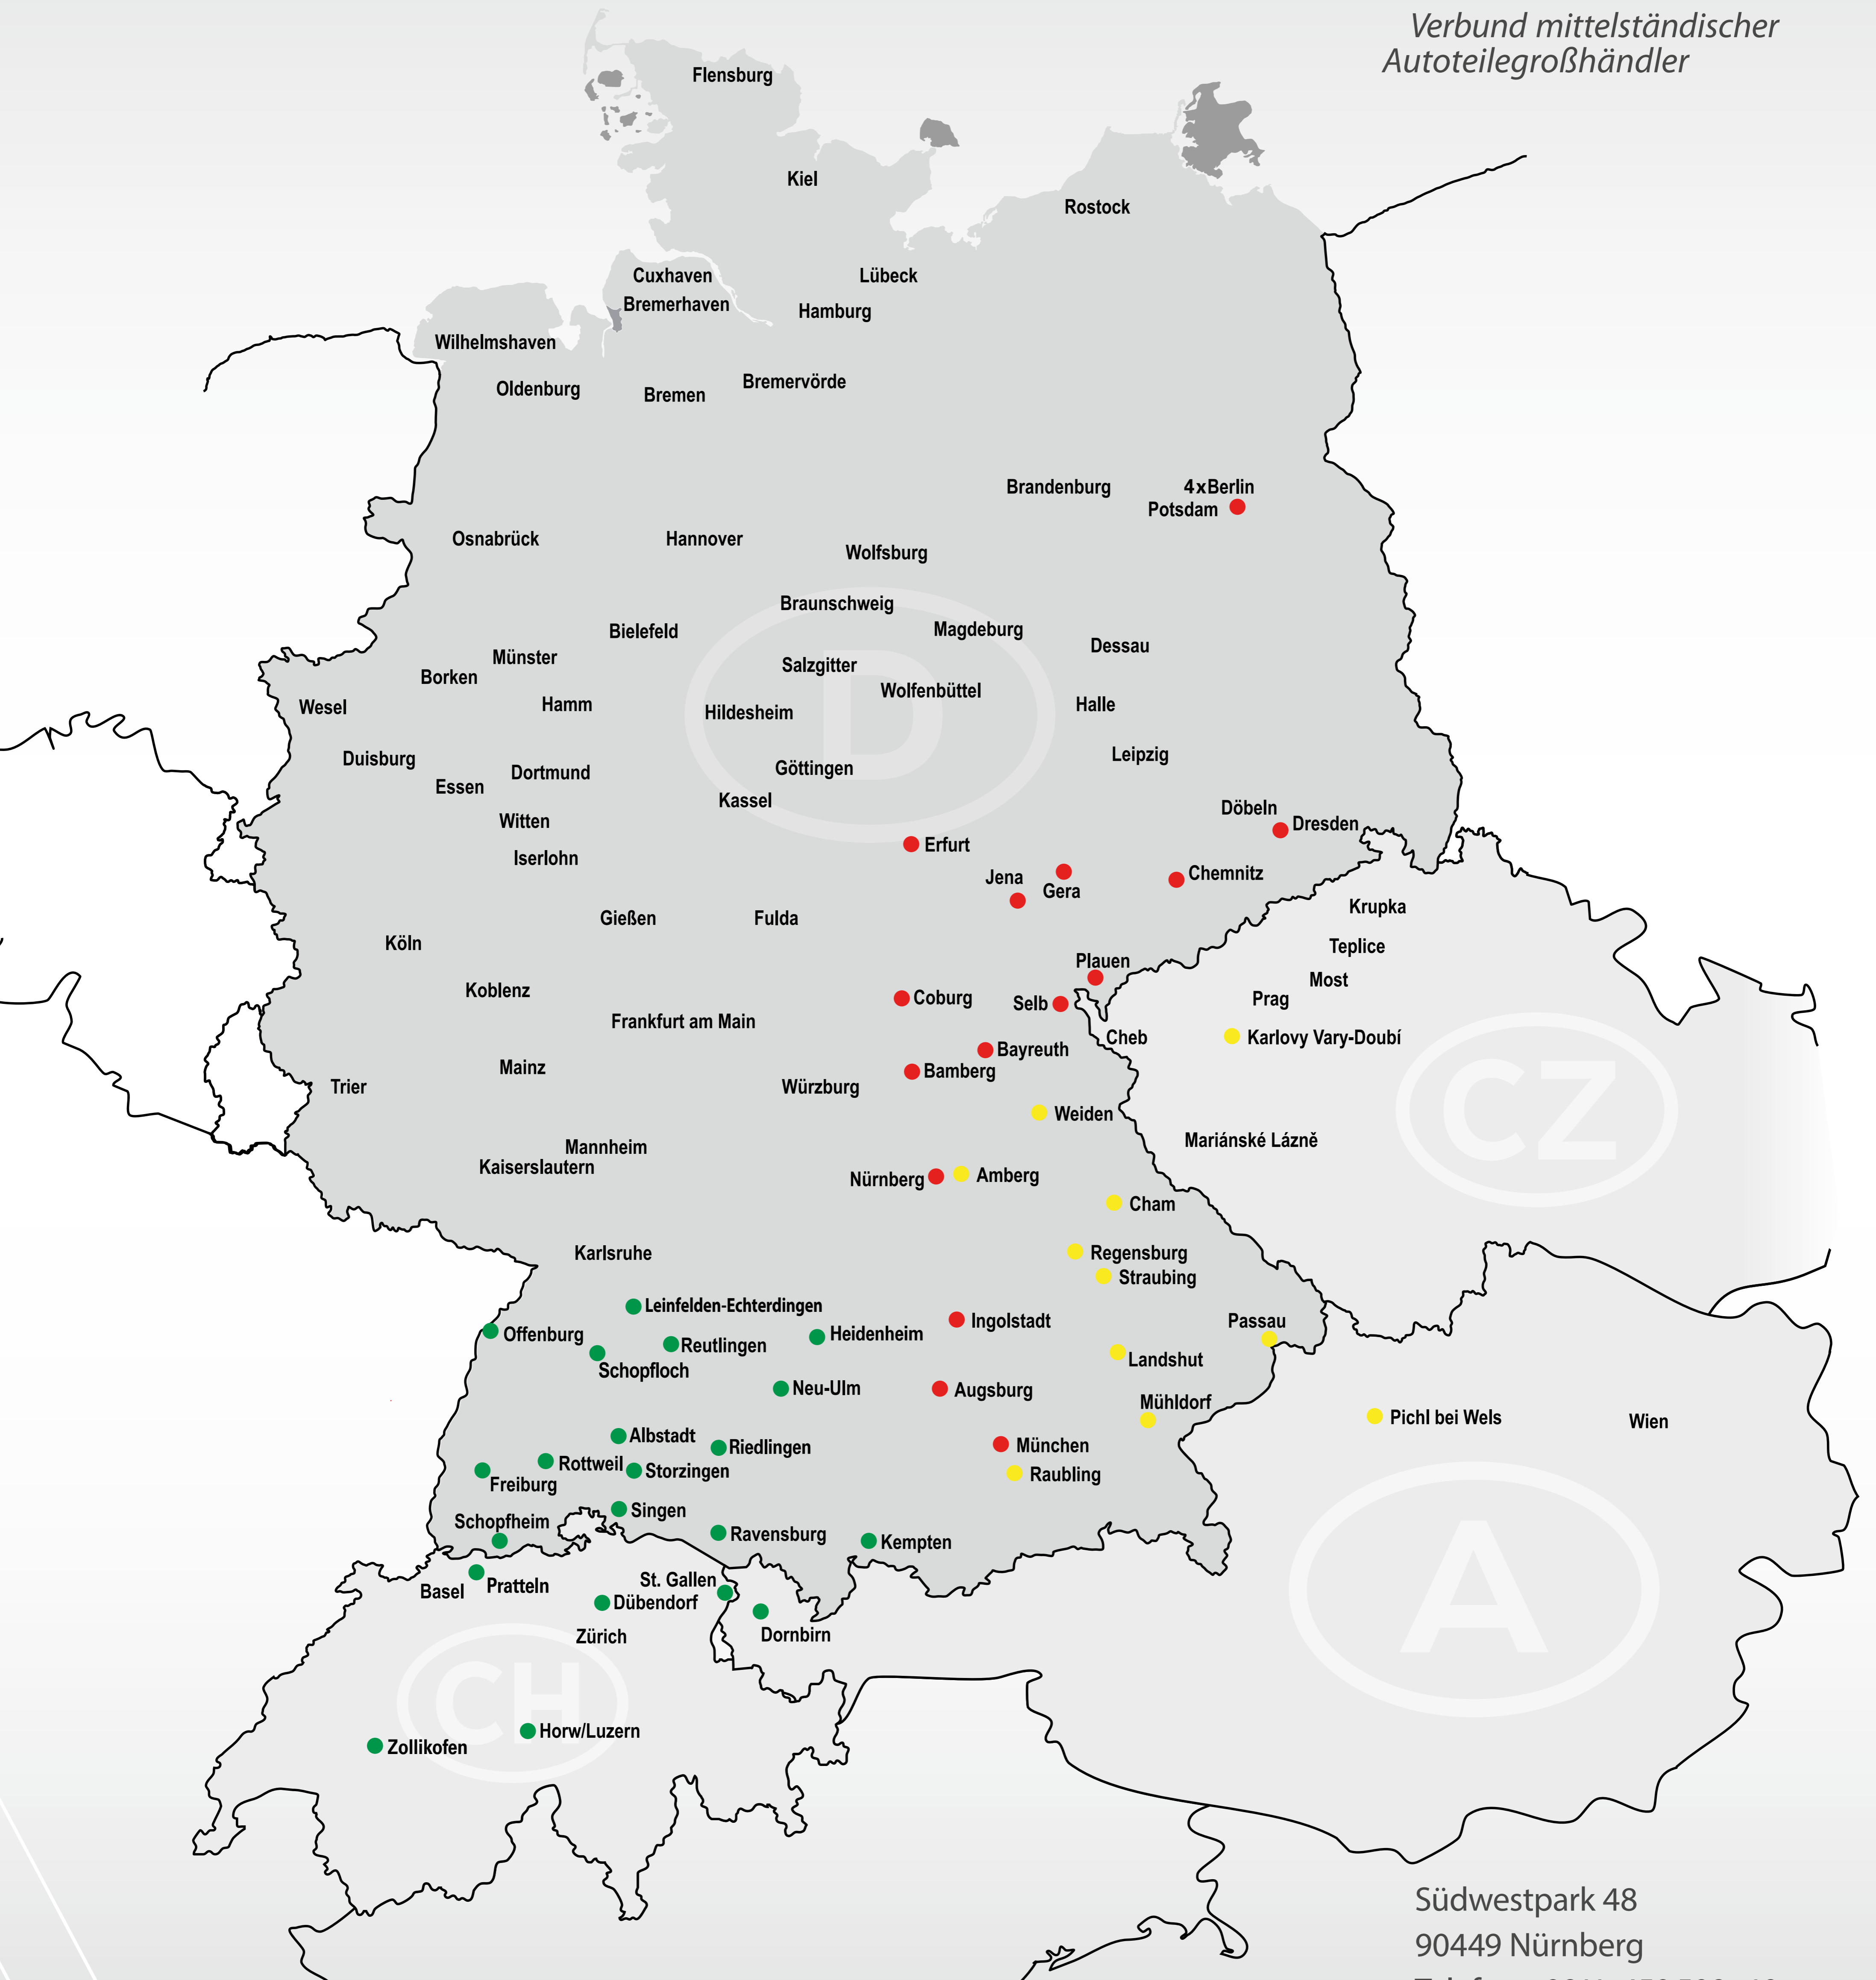 Verbund mittelständischer
Autoteilegroßhändler
Flensburg
Kiel
Rostock
Cuxhaven
Lübeck
Bremerhaven
Hamburg
Wilhelmshaven
Oldenburg
Bremen
Bremervörde
Brandenburg
4xBerlin
Potsdam
Osnabrück
Hannover
Wolfsburg
Braunschweig
Bielefeld
Magdeburg
Dessau
Münster
Salzgitter
Borken
Wolfenbüttel
Wesel
Hamm
Hildesheim
Halle
D
Duisburg
Leipzig
Essen
Dortmund
Göttingen
Kassel
Witten
Döbeln
Dresden
Iserlohn
Erfurt
Jena
Gera
Chemnitz
Krupka
Gießen
Fulda
Köln
Teplice
Plauen
Most
Koblenz
Coburg
Selb
Prag
Frankfurt am Main
Cheb
Karlovy Vary-Doubí
Bayreuth
Mainz
Bamberg
Trier
Würzburg
Weiden
CZ
Mariánské Lázně
Mannheim
Kaiserslautern
Nürnberg
Amberg
Cham
Karlsruhe
Regensburg
Straubing
Leinfelden-Echterdingen
Ingolstadt
Passau
Offenburg
Heidenheim
Reutlingen
Schopfloch
Landshut
Neu-Ulm
Augsburg
Mühldorf
Pichl bei Wels
Wien
Albstadt
Riedlingen
München
Rottweil
Storzingen
Raubling
Freiburg
Singen
Schopfheim
Ravensburg
Kempten
A
St. Gallen
Basel
Pratteln
Dübendorf
Zürich
Dornbirn
CH
Horw/Luzern
Zollikofen
Südwestpark 48
90449 Nürnberg